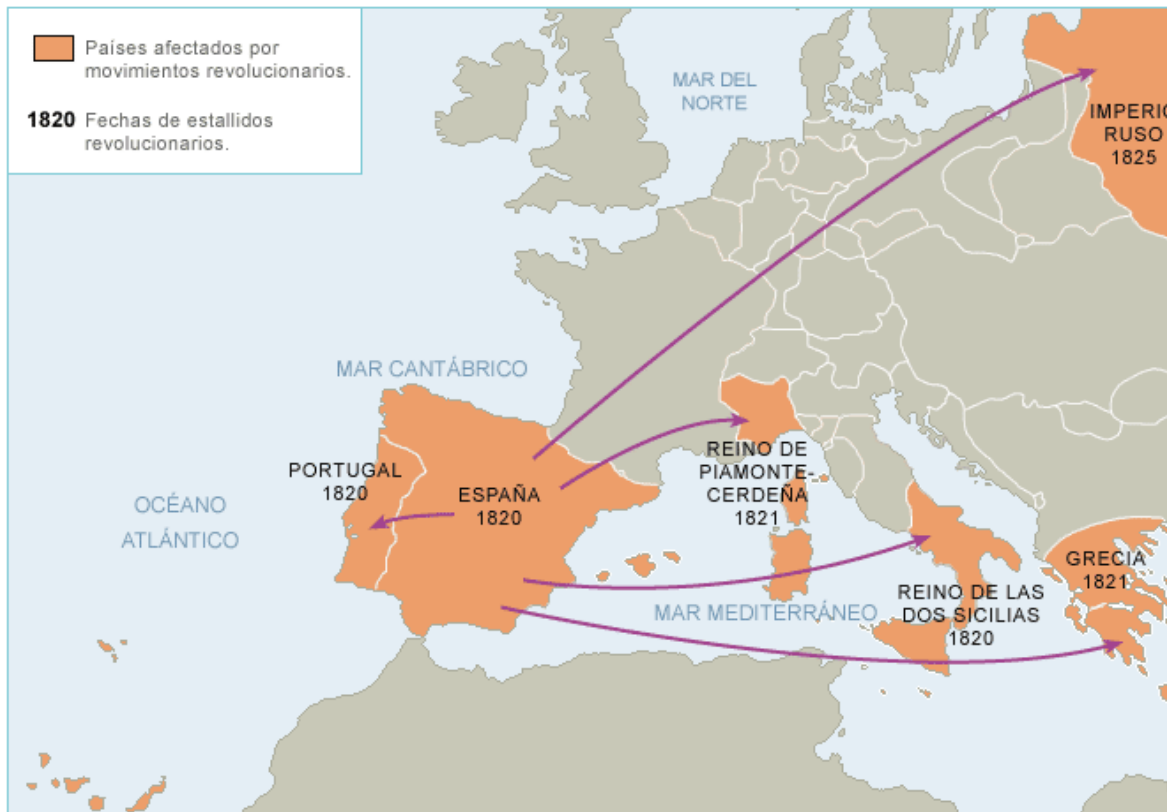 Países afectados por
movimientos revolucionarios.
1820 Fechas de estallidos
revolucionarios.
MAR DEL
NORTE
IMPERIO
RUSO
1825
MAR CANTÁBRICO
PORTUGAL
1820
ESPAÑA
1820
REINO DE
PIAMONTE-
CERDEÑA
1821
OCÉANO
ATLÁNTICO
GRECIA
1821
REINO DE LAS
DOS SICILIAS
1820
MAR MEDITERRÁNEO